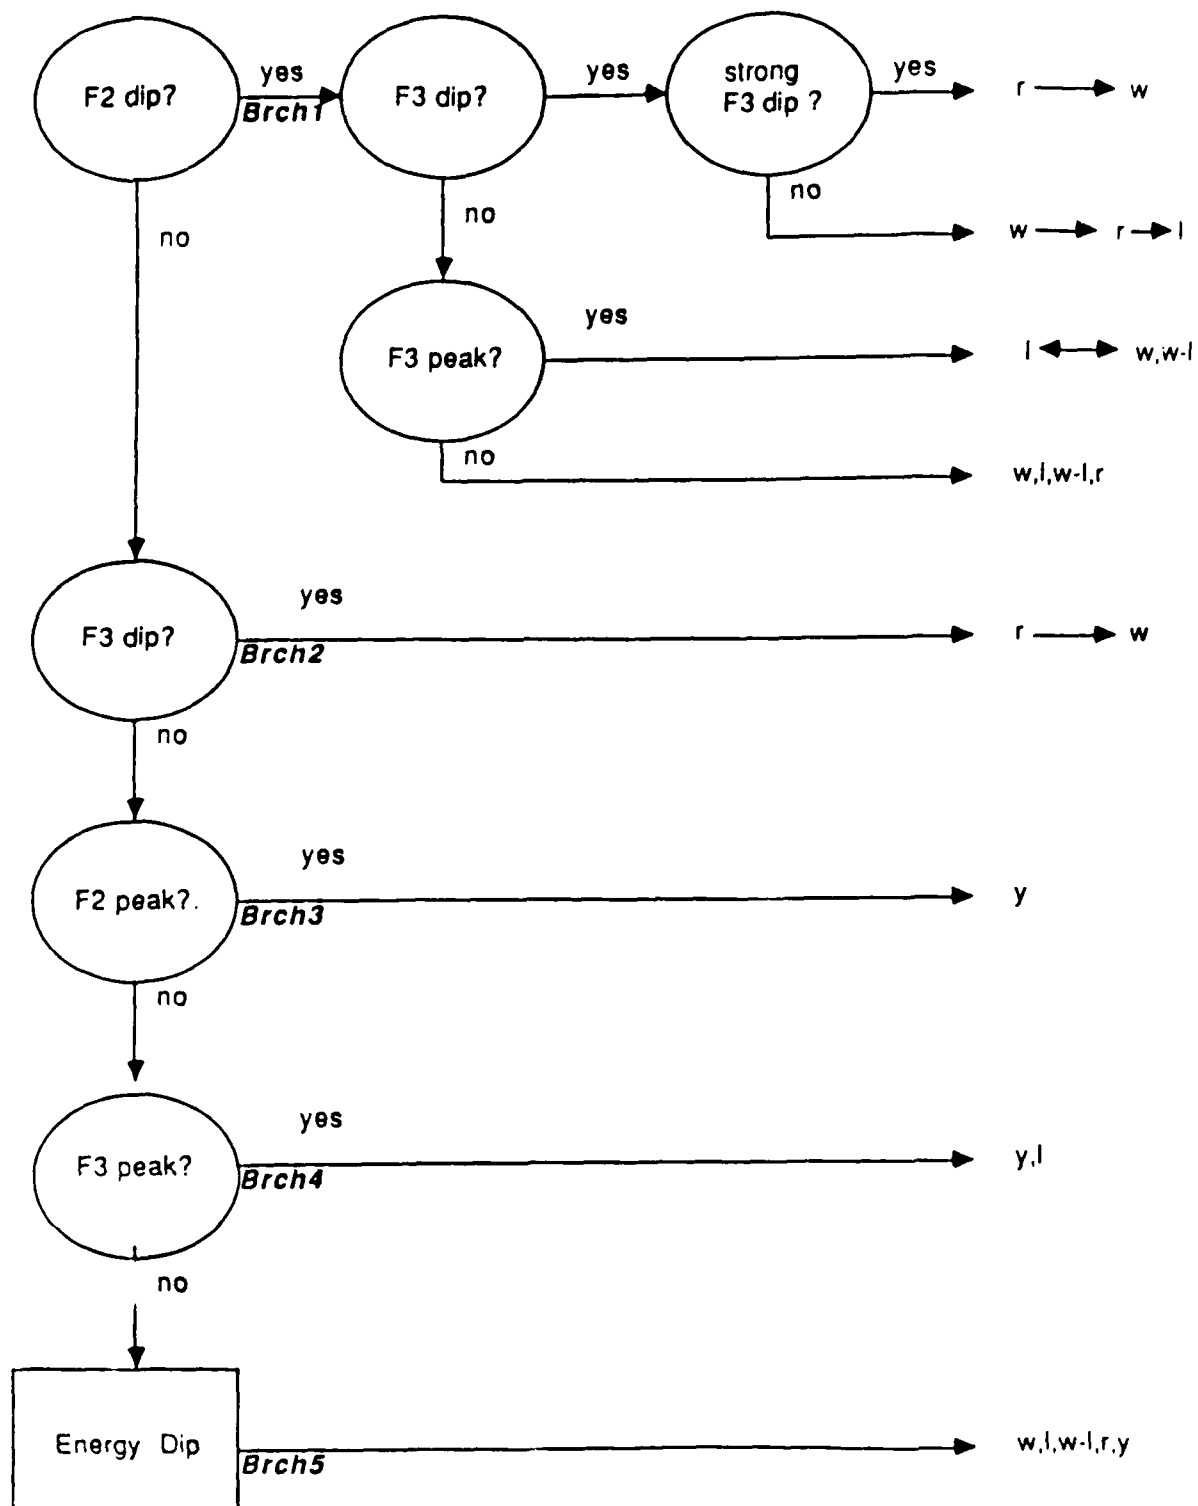 F2 dip?
yes
Brch1
F3 dip?
yes
strong
F3 dip ?
yes
r w
no
no
no
w r l
F3 peak?
yes
l w,w-l
no
w,l,w-l,r
F3 dip?
yes
Brch2
r w
no
F2 peak?.
yes
Brch3
y
no
F3 peak?
yes
Brch4
y,l
no
Energy Dip
Brch5
w,l,w-l,r,y